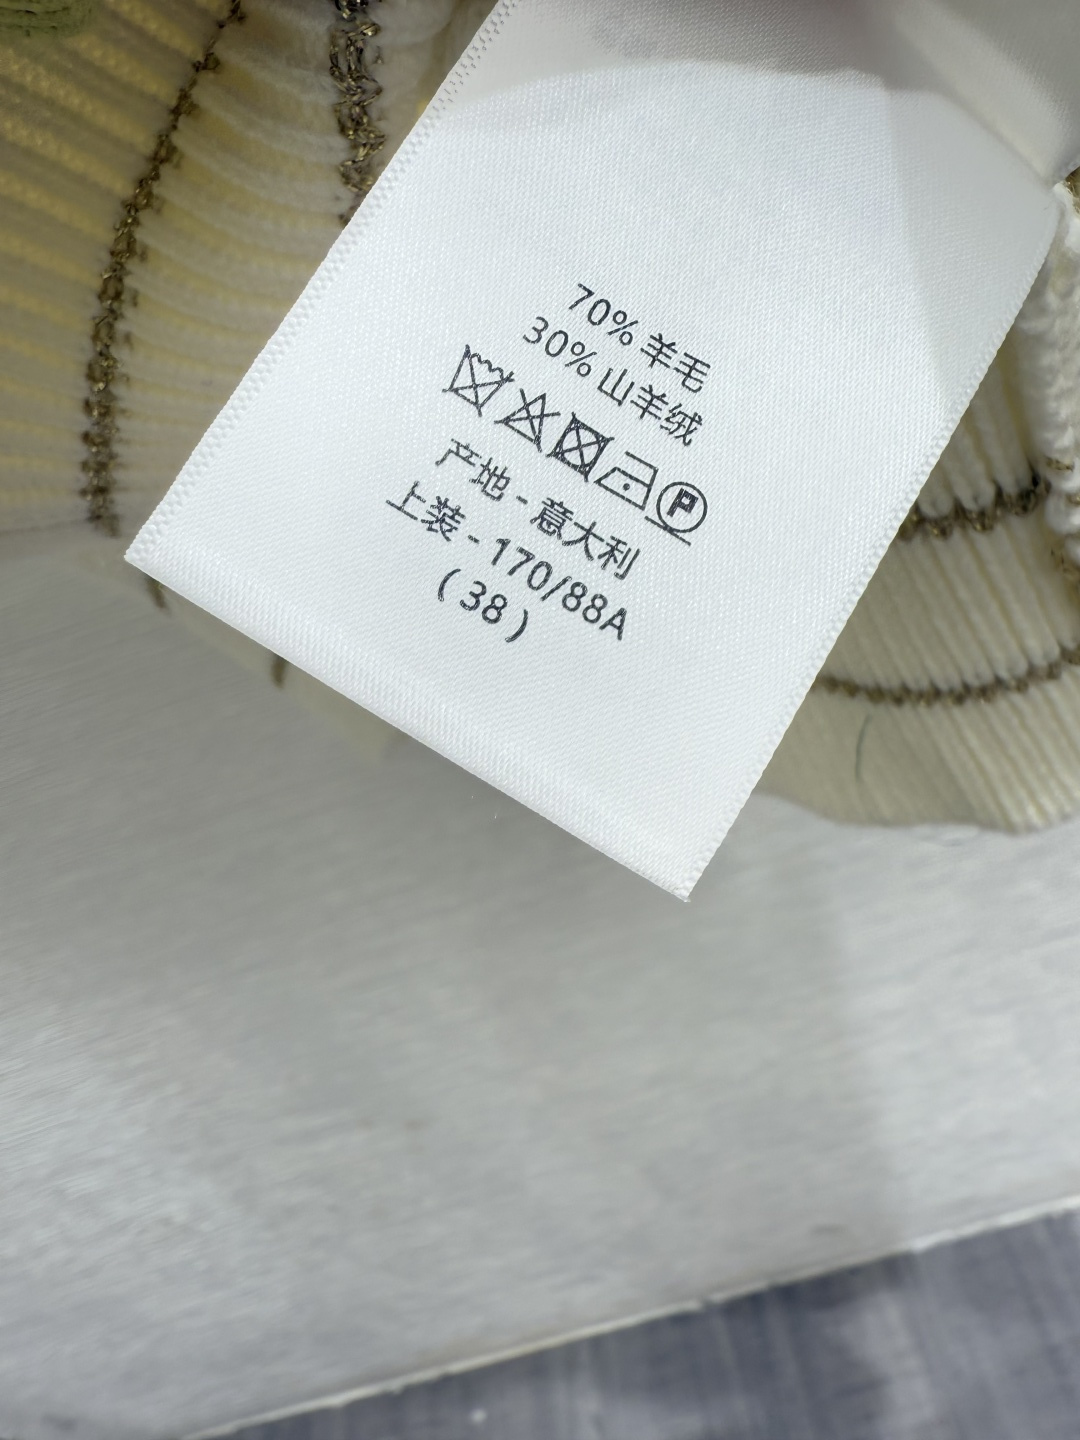 70% 羊毛
30% 山羊绒
P
产地 - 意大利
上装 - 170/88A
( 38 )